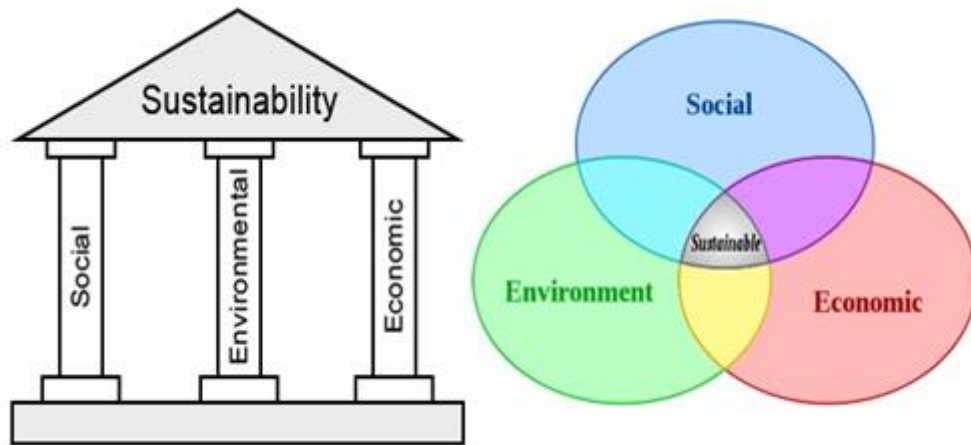 Sustainability
Social
Environmental
Economic
Social
Sustainable
Environment
Economic